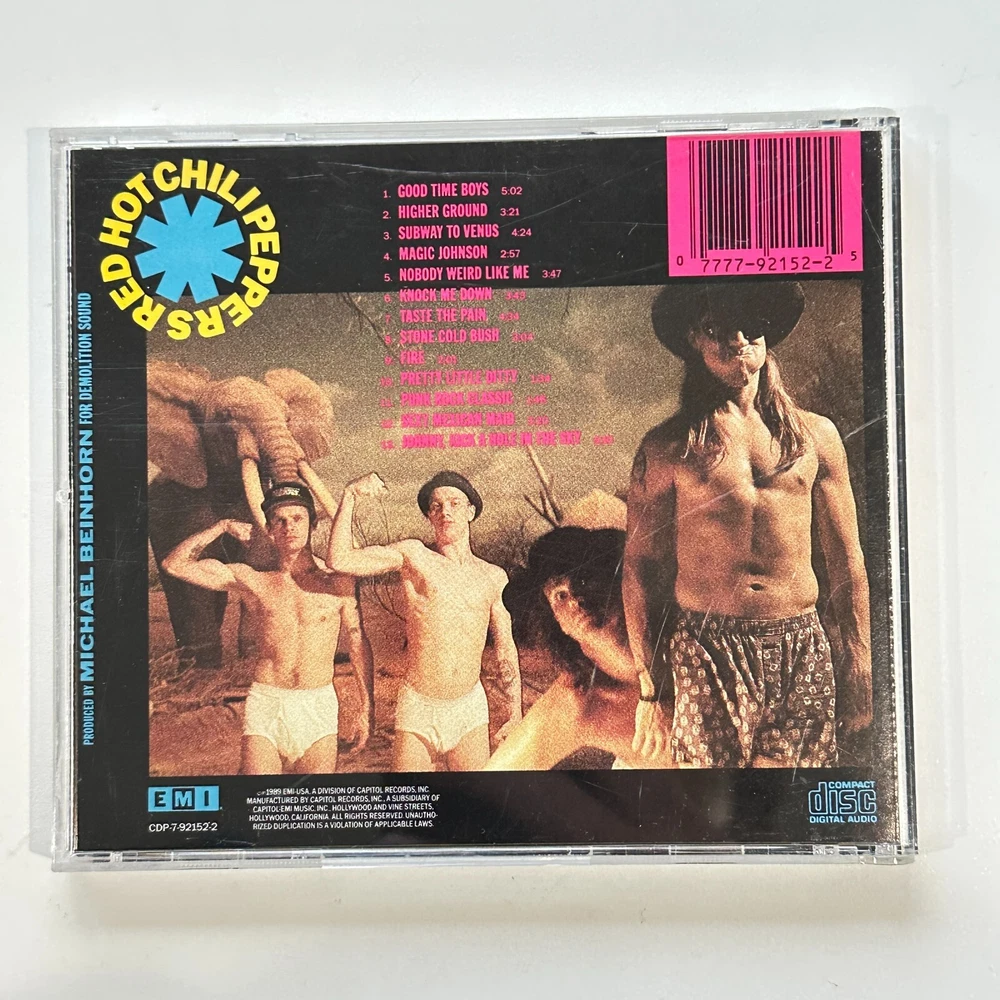 RED HOT CHILI PEPPERS
PRODUCED BY MICHAEL BEINHORN FOR DEMOLITION SOUND
1. GOOD TIME BOYS 5:02
2. HIGHER GROUND 3:21
3. SUBWAY TO VENUS 4:24
4. MAGIC JOHNSON 2:57
5. NOBODY WEIRD LIKE ME 3:47
6. KNOCK ME DOWN 3:45
7. TASTE THE PAIN
8. STONE COLD BUSH
9. FIRE
10. PRETTY LITTLE DITTY
11. PUNK ROCK CLASSIC
12. SEXY MEXICAN MAID
13. JOHNNY, KICK A HOLE IN THE SKY
0 7777-92152-2 5
EMI
CDP-7-92152-2
1989 EMI-USA, A DIVISION OF CAPITOL RECORDS, INC.
MANUFACTURED BY CAPITOL RECORDS, INC., A SUBSIDIARY OF
CAPITOL-EMI MUSIC, INC., HOLLYWOOD AND VINE STREETS,
HOLLYWOOD, CALIFORNIA. ALL RIGHTS RESERVED. UNAUTHO-
RIZED DUPLICATION IS A VIOLATION OF APPLICABLE LAWS.
COMPACT
disc
DIGITAL AUDIO